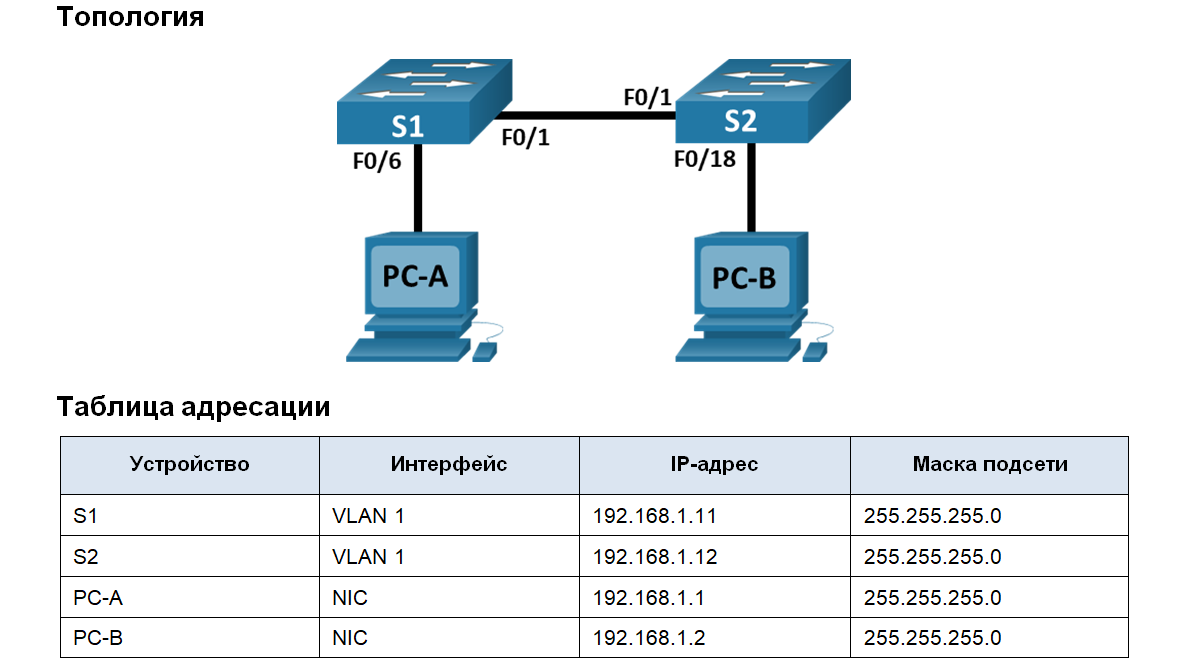 Топология
F0/1
S1
S2
F0/1
F0/6
F0/18
PC-A
PC-B
Таблица адресации
Устройство Интерфейс IP-адрес Маска подсети
S1 VLAN 1 192.168.1.11 255.255.255.0
S2 VLAN 1 192.168.1.12 255.255.255.0
PC-A NIC 192.168.1.1 255.255.255.0
PC-B NIC 192.168.1.2 255.255.255.0